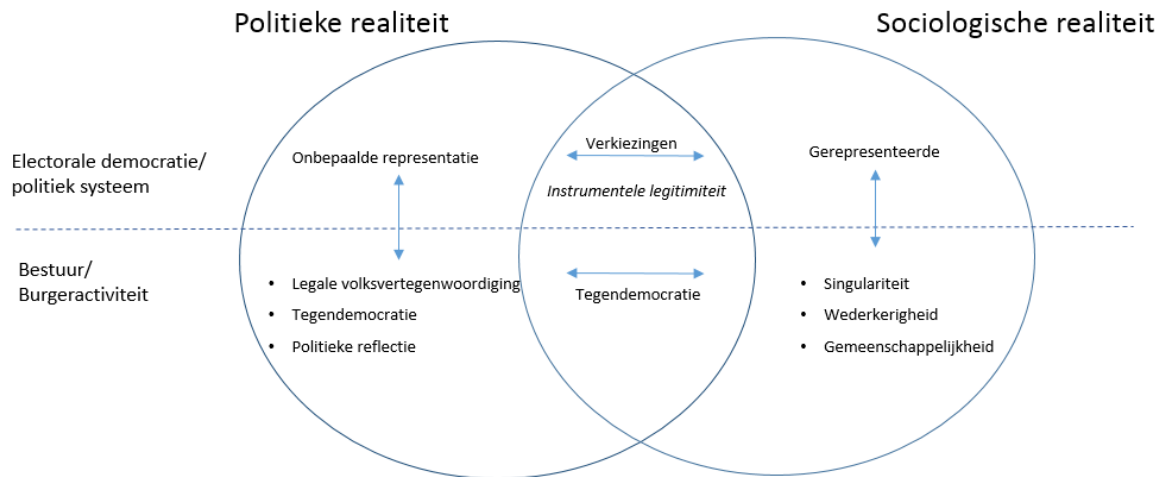 Politieke realiteit
Sociologische realiteit
Electorale democratie/
politiek systeem
Onbepaalde representatie
Verkiezingen
Instrumentele legitimiteit
Gerepresenteerde
Bestuur/
Burgeractiviteit
• Legale volksvertegenwoordiging
• Tegendemocratie
• Politieke reflectie
Tegendemocratie
• Singulariteit
• Wederkerigheid
• Gemeenschappelijkheid